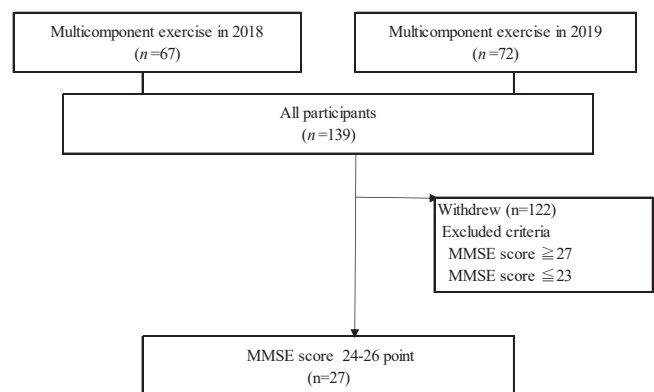 Multicomponent exercise in 2018
(n=67)
Multicomponent exercise in 2019
(n=72)
All participants
(n=139)
Withdrew (n=122)
Excluded criteria
MMSE score ≧27
MMSE score ≦23
MMSE score 24-26 point
(n=27)